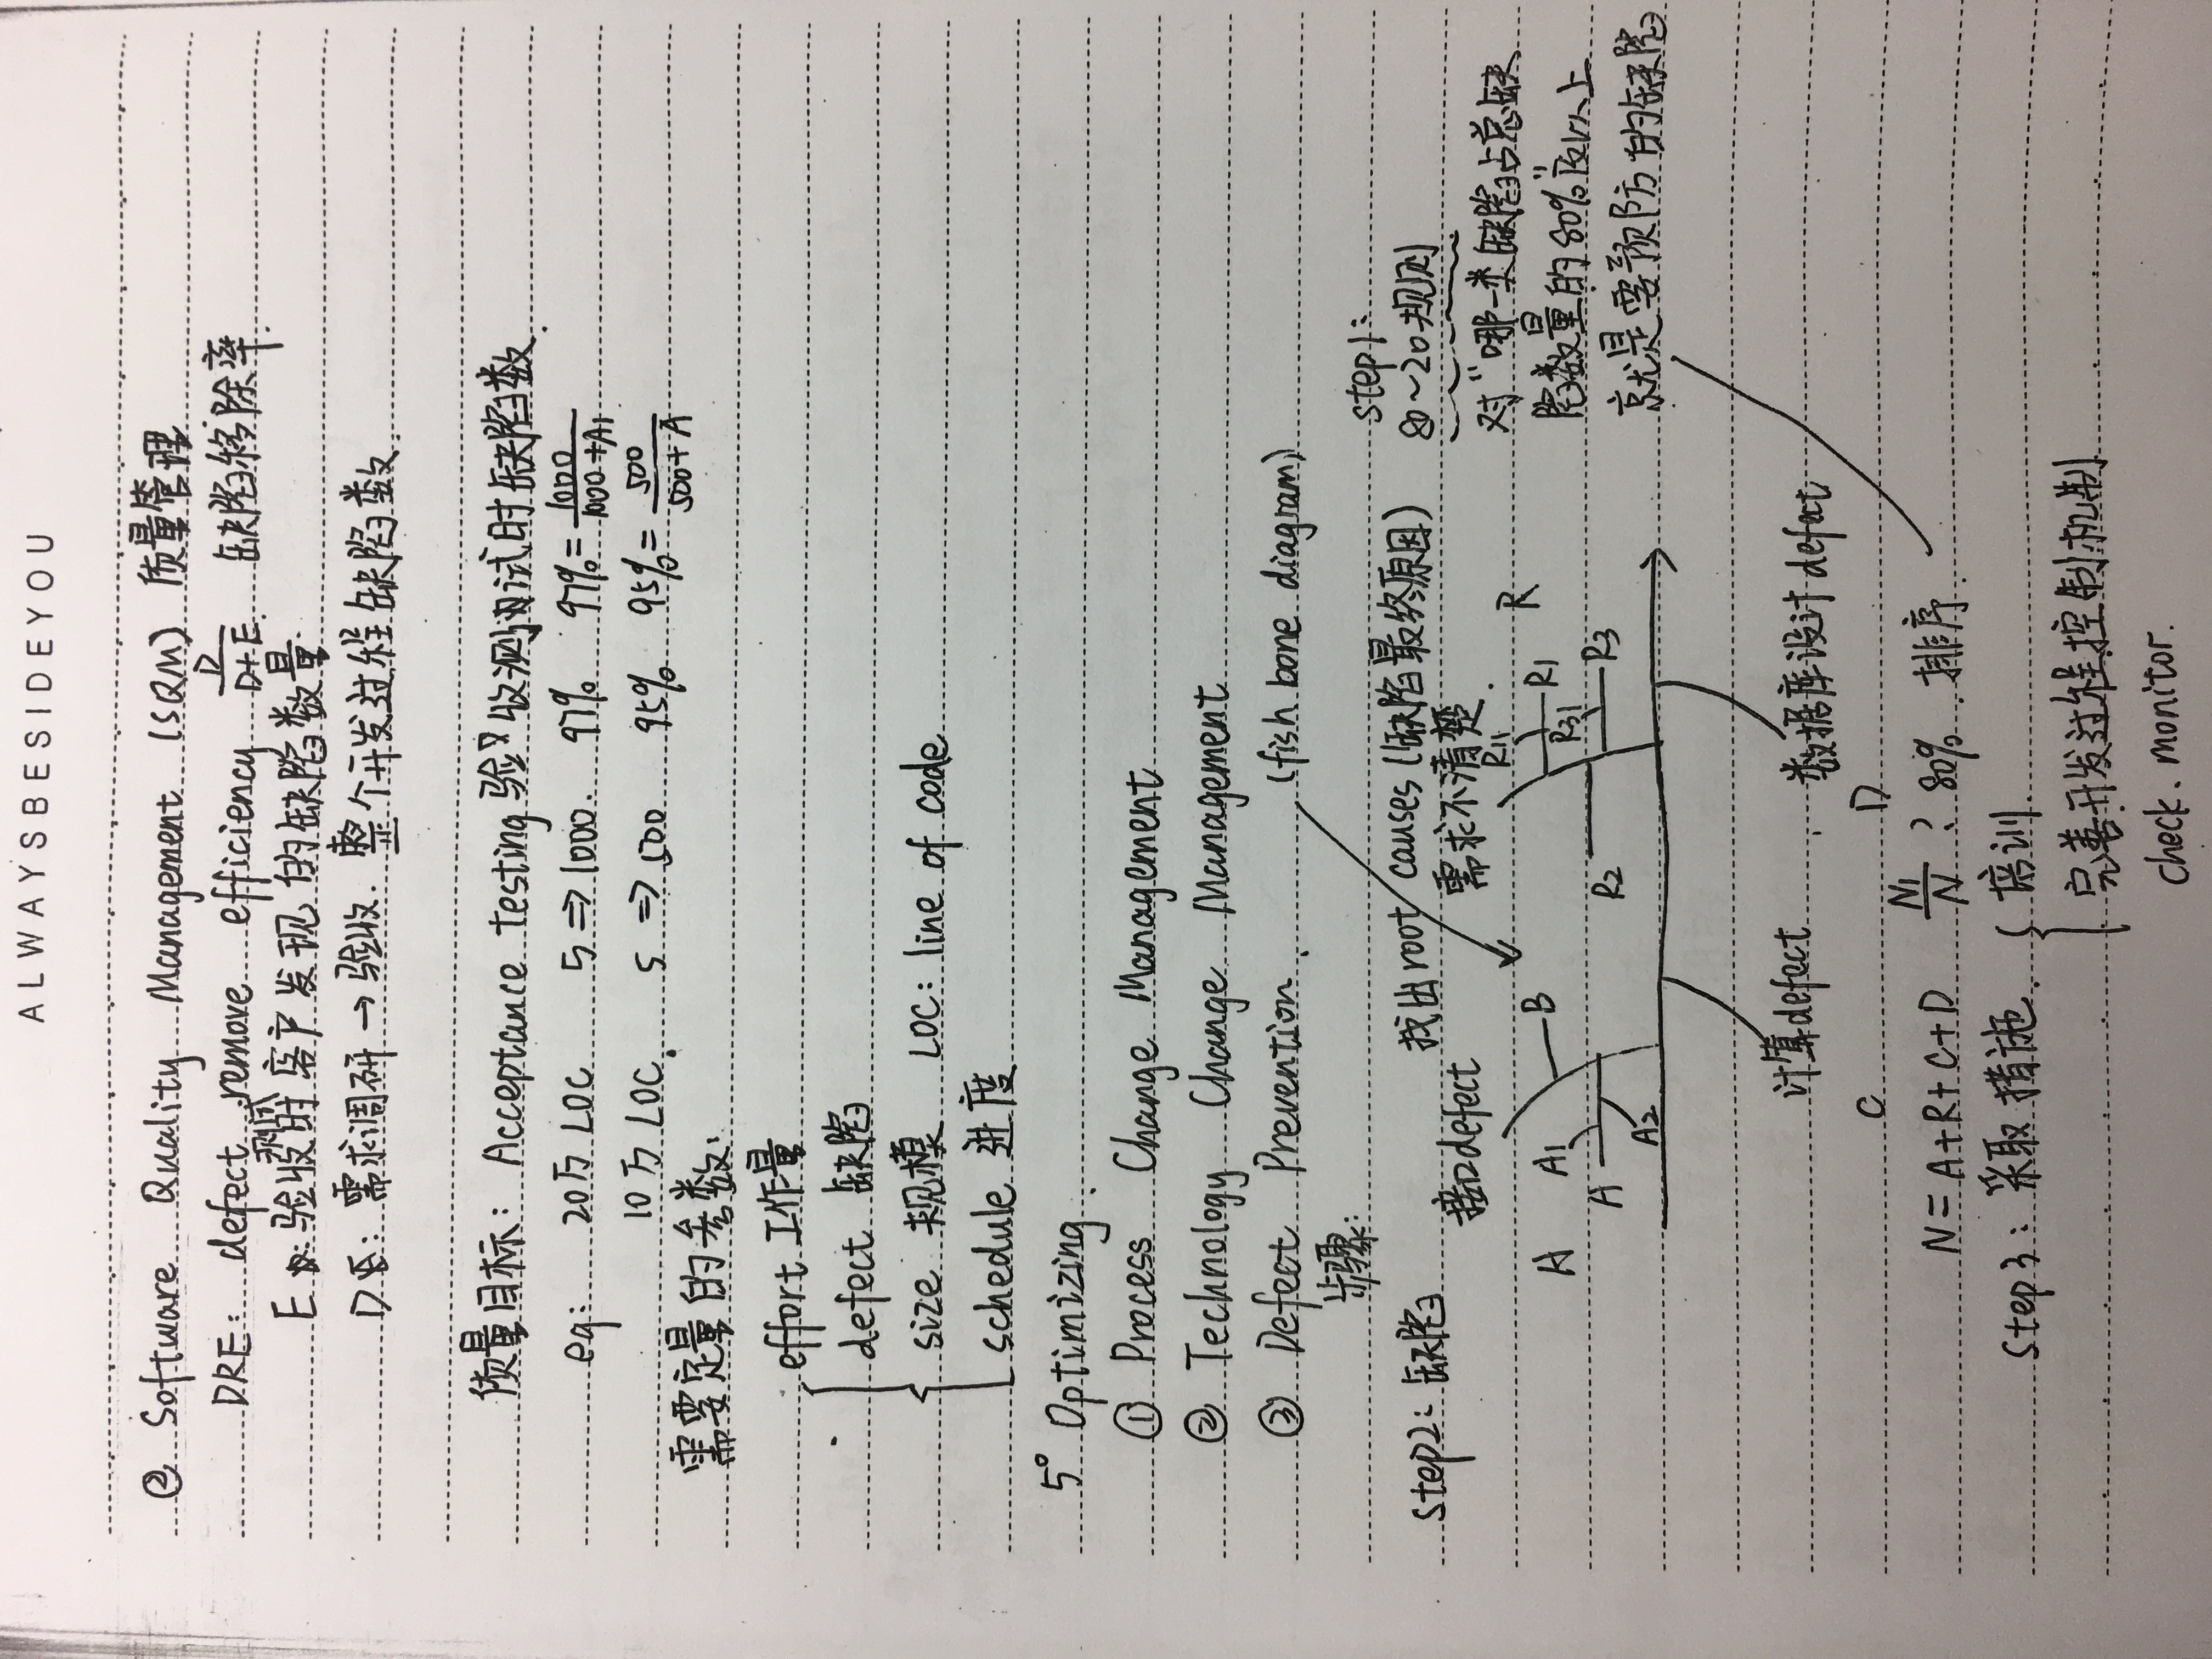 ALWAYSBESIDEYOU
② Software Quality Management (SQM) 质量管理
DRE: defect remove efficiency D/D+E 缺陷移除率.
E: 验收测试时客户发现的缺陷数量.
D: 需求调研→验收. 整个开发过程缺陷数.
质量目标: Acceptance testing 验收测试时缺陷数.
eg: 20万 LOC 5 ⇒ 1000. 97% 97% = 1000/1000+A1
10万 LOC. 5 ⇒ 500 95% 95% = 500/500+A
需要定量的参数:
effort 工作量
defect 缺陷
size 规模 LOC: line of code
schedule 进度
5° Optimizing.
① Process Change Management
② Technology Change Management
③ Defect Prevention. (fish bone diagram)
步骤:
step1:
80~20规则
对“哪一类缺陷占总缺
陷数量的80%”及以上
就是要预防的缺陷
step2: 缺陷 找出root causes (缺陷最终原因)
接口defect 需求不清楚.
A A1 B R11 R1 R
A A2 R2 R31 R3
计算defect 数据库设计defect
C D
N=A+R+C+D N1/N ? 80%. 排序.
step3: 采取措施. 培训.
完善开发过程控制机制
check. monitor.